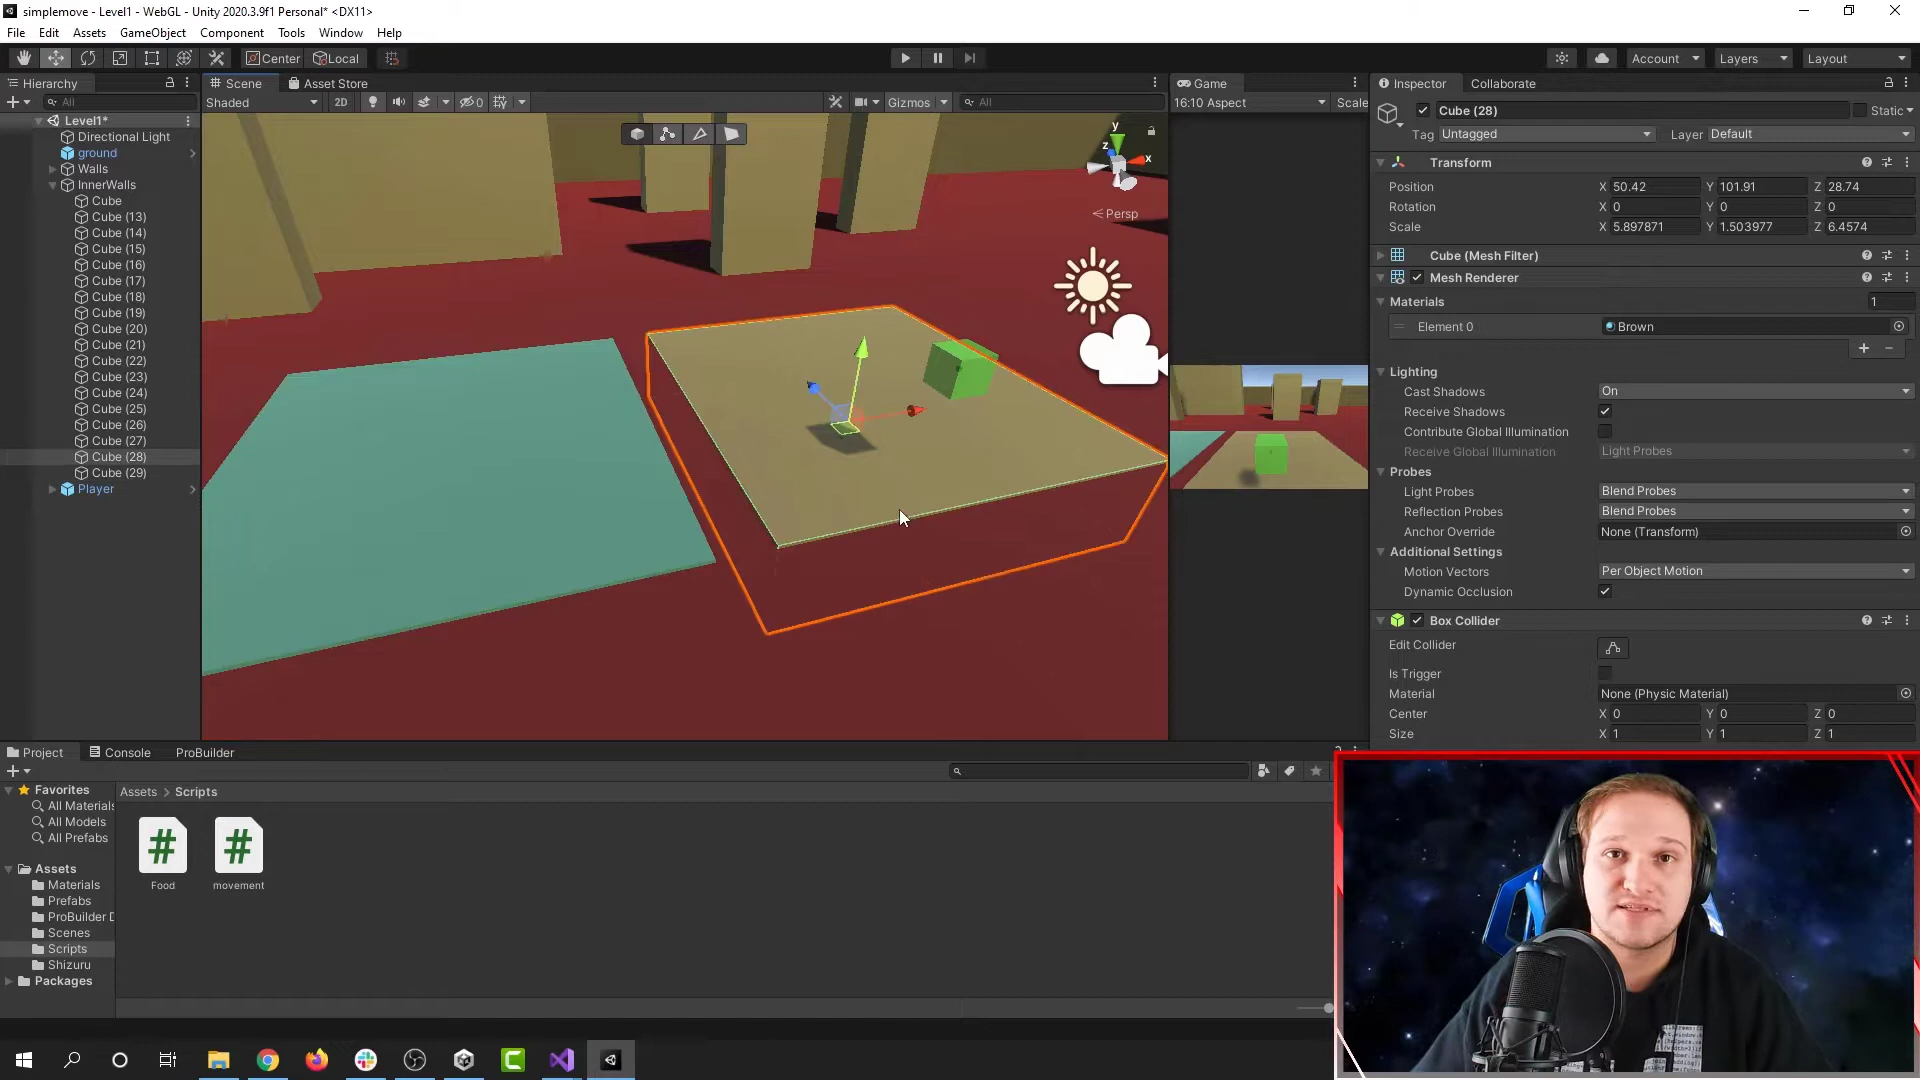 simplemove - Level1 - WebGL - Unity 2020.3.9f1 Personal* <DX11>
File Edit Assets GameObject Component Tools Window Help
Center Local
Account Layers Layout
Hierarchy
All
Level1*
Directional Light
ground
Walls
InnerWalls
Cube
Cube (13)
Cube (14)
Cube (15)
Cube (16)
Cube (17)
Cube (18)
Cube (19)
Cube (20)
Cube (21)
Cube (22)
Cube (23)
Cube (24)
Cube (25)
Cube (26)
Cube (27)
Cube (28)
Cube (29)
Player
Scene Asset Store
Shaded 2D 0 Gizmos All
y
z x
Persp
Game
16:10 Aspect Scale
Inspector Collaborate
Cube (28) Static
Tag Untagged Layer Default
Transform
Position X 50.42 Y 101.91 Z 28.74
Rotation X 0 Y 0 Z 0
Scale X 5.897871 Y 1.503977 Z 6.4574
Cube (Mesh Filter)
Mesh Renderer
Materials 1
Element 0 Brown
Lighting
Cast Shadows On
Receive Shadows
Contribute Global Illumination
Receive Global Illumination Light Probes
Probes
Light Probes Blend Probes
Reflection Probes Blend Probes
Anchor Override None (Transform)
Additional Settings
Motion Vectors Per Object Motion
Dynamic Occlusion
Box Collider
Edit Collider
Is Trigger
Material None (Physic Material)
Center X 0 Y 0 Z 0
Size X 1 Y 1 Z 1
Project Console ProBuilder
Favorites
All Materials
All Models
All Prefabs
Assets
Materials
Prefabs
ProBuilder D
Scenes
Scripts
Shizuru
Packages
Assets > Scripts
# #
Food movement